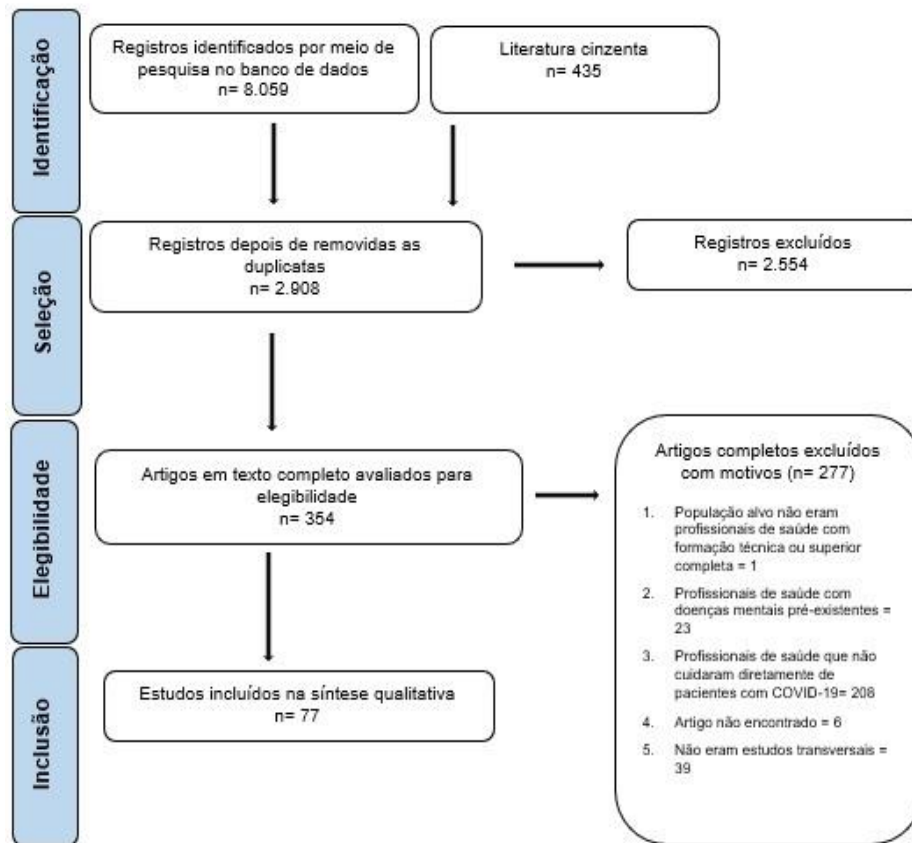 Identificação
Registros identificados por meio de
pesquisa no banco de dados
n= 8.059
Literatura cinzenta
n= 435
Seleção
Registros depois de removidas as
duplicatas
n= 2.908
Registros excluídos
n= 2.554
Elegibilidade
Artigos em texto completo avaliados para
elegibilidade
n= 354
Artigos completos excluídos
com motivos (n= 277)
1. População alvo não eram
profissionais de saúde com
formação técnica ou superior
completa = 1
2. Profissionais de saúde com
doenças mentais pré-existentes =
23
3. Profissionais de saúde que não
cuidaram diretamente de
pacientes com COVID-19= 208
4. Artigo não encontrado = 6
5. Não eram estudos transversais =
39
Inclusão
Estudos incluídos na síntese qualitativa
n= 77